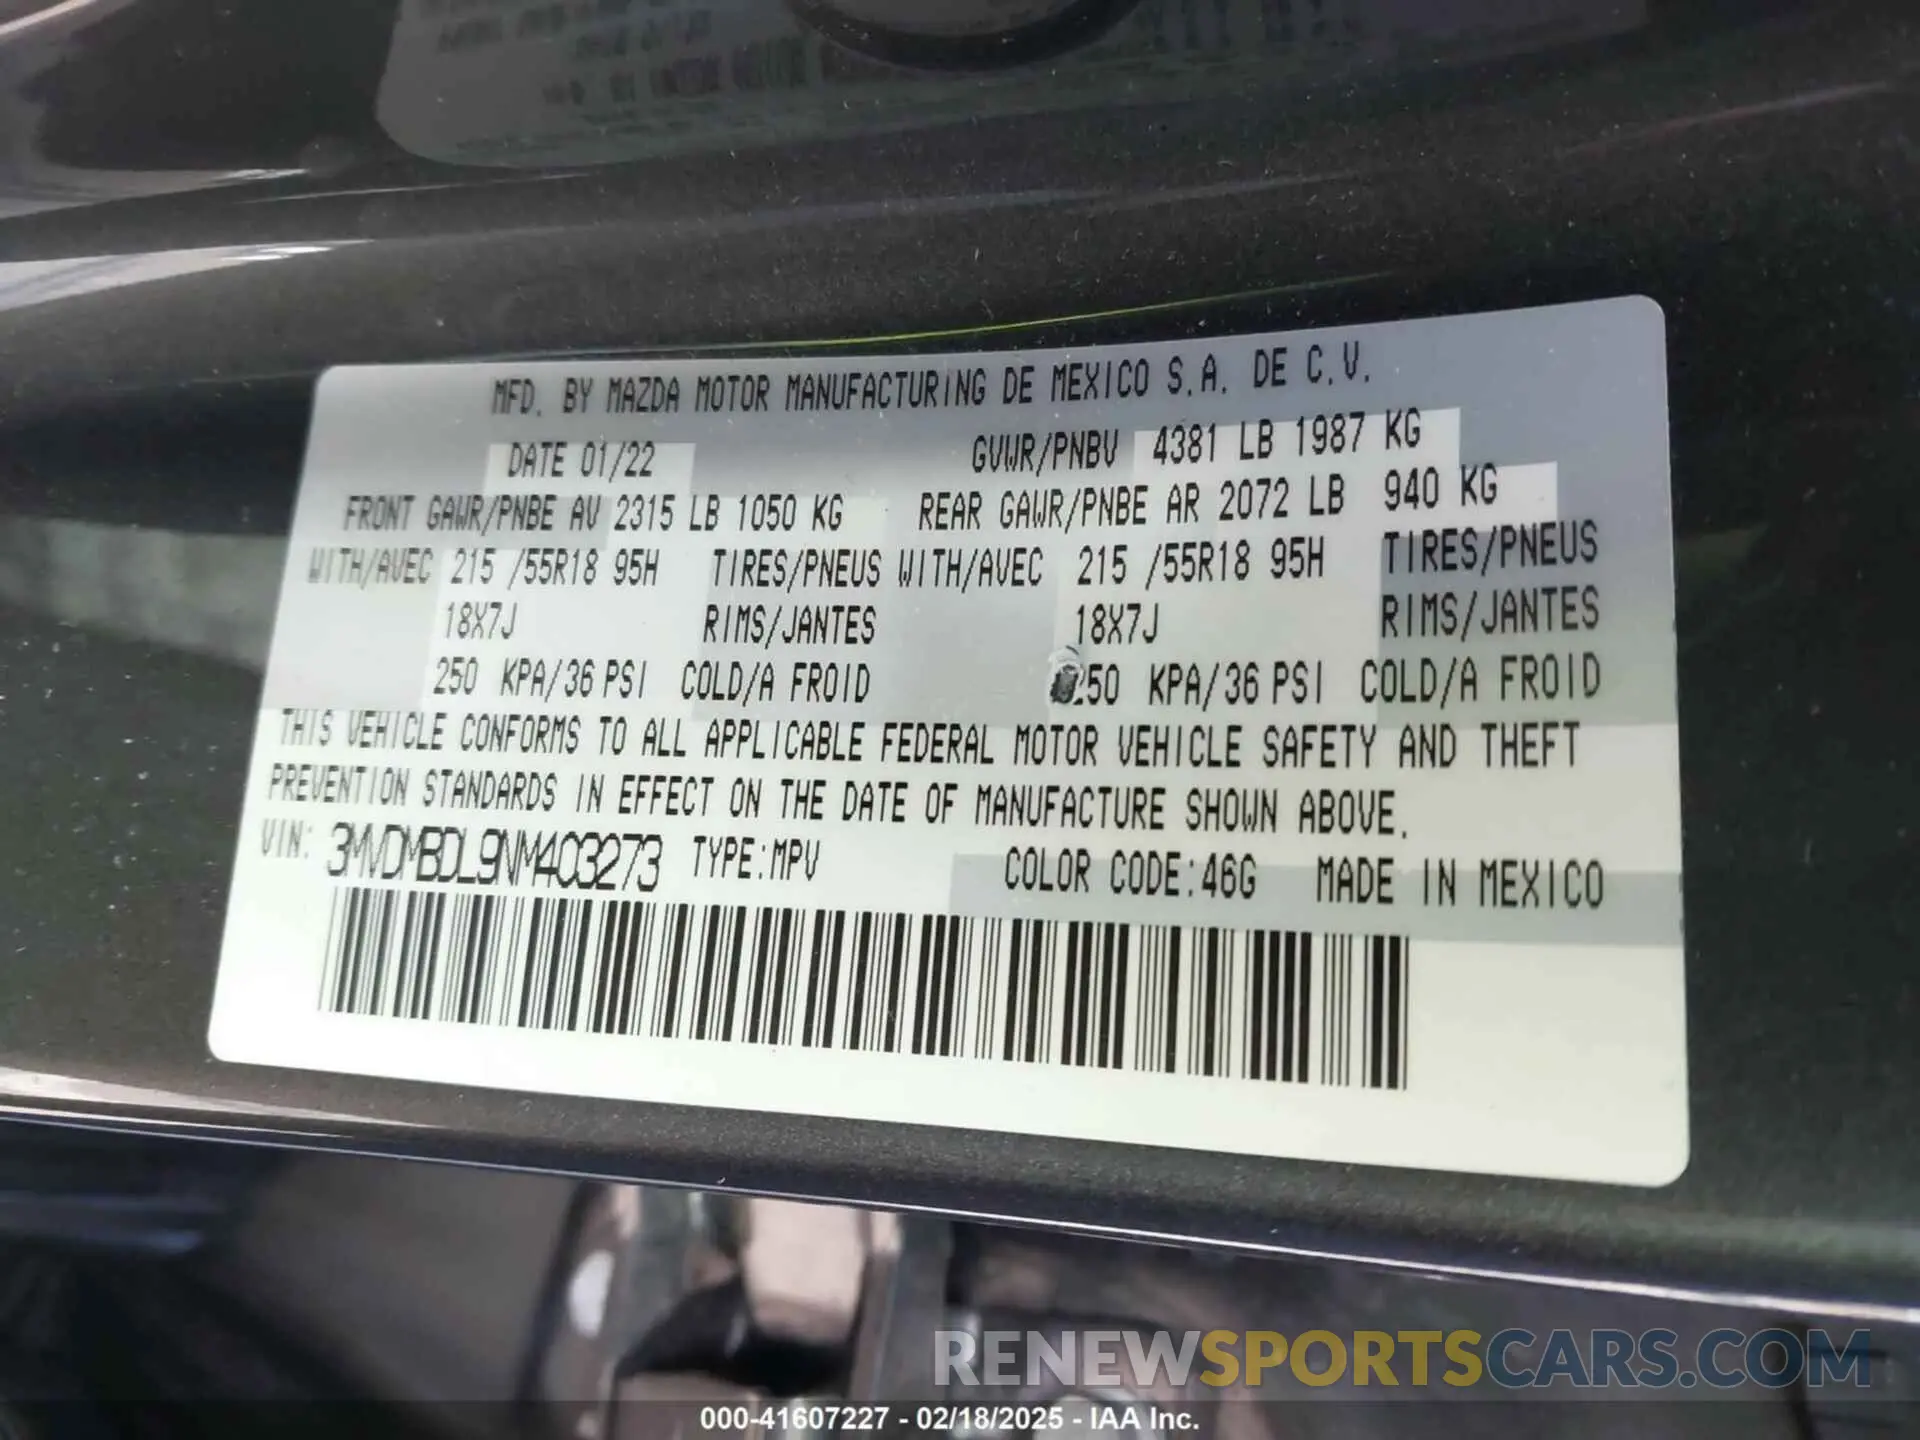 MFD. BY MAZDA MOTOR MANUFACTURING DE MEXICO S.A. DE C.V.
DATE 01/22 GVWR/PNBV 4381 LB 1987 KG
FRONT GAWR/PNBE AV 2315 LB 1050 KG REAR GAWR/PNBE AR 2072 LB 940 KG
WITH/AVEC 215 /55R18 95H TIRES/PNEUS WITH/AVEC 215 /55R18 95H TIRES/PNEUS
18X7J RIMS/JANTES 18X7J RIMS/JANTES
250 KPA/36 PSI COLD/A FROID 250 KPA/36 PSI COLD/A FROID
THIS VEHICLE CONFORMS TO ALL APPLICABLE FEDERAL MOTOR VEHICLE SAFETY AND THEFT
PREVENTION STANDARDS IN EFFECT ON THE DATE OF MANUFACTURE SHOWN ABOVE.
VIN: 3MVDMBDL9NM403273 TYPE:MPV COLOR CODE:46G MADE IN MEXICO
RENEWSPORTSCARS.COM
000-41607227 - 02/18/2025 - IAA Inc.